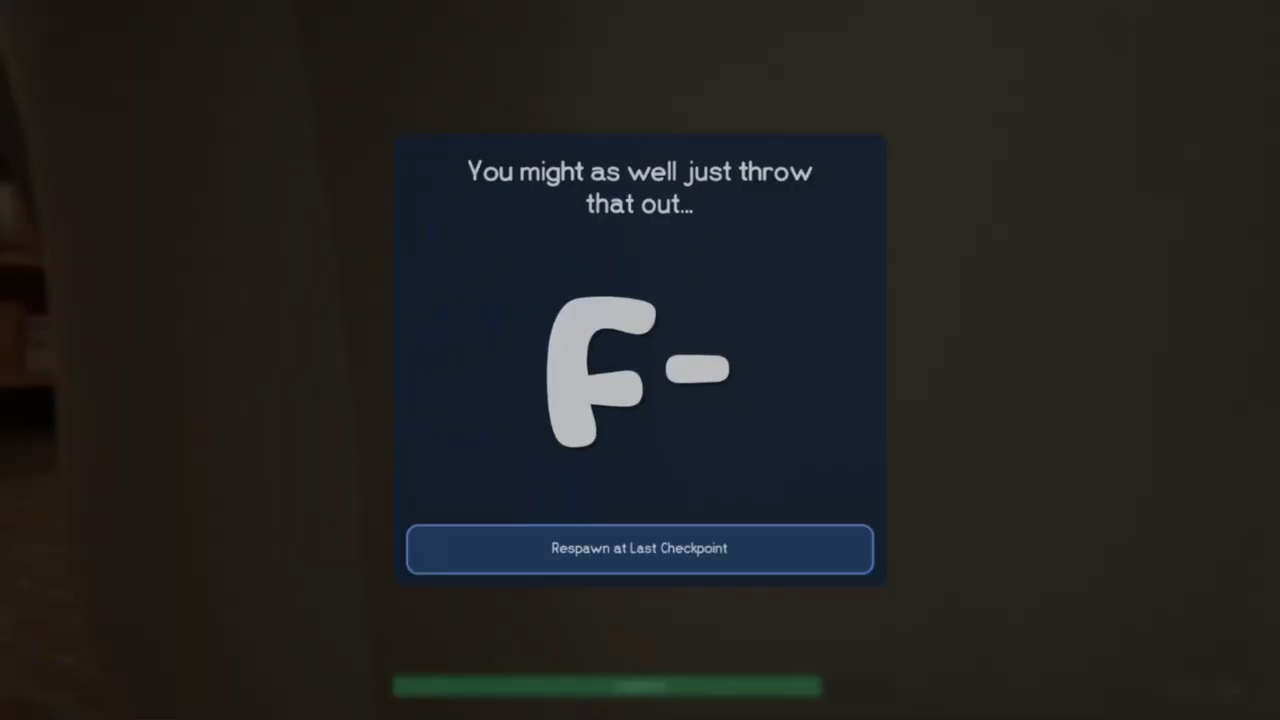 You might as well just throw
that out...
F-
Respawn at Last Checkpoint